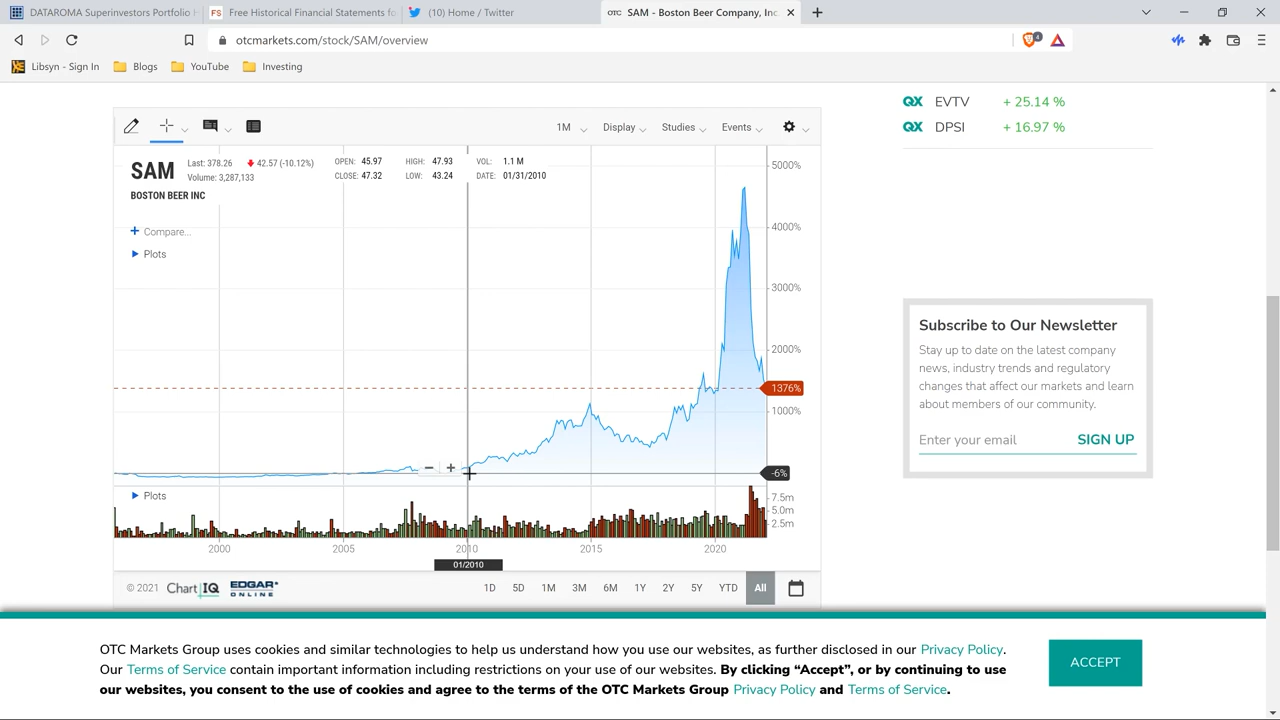 DATAROMA Superinvestors Portfolio H
Free Historical Financial Statements fo
(10) Home / Twitter
OTC SAM - Boston Beer Company, Inc.
otcmarkets.com/stock/SAM/overview
4
Libsyn - Sign In
Blogs
YouTube
Investing
QX EVTV + 25.14 %
QX DPSI + 16.97 %
1M
Display
Studies
Events
SAM
Last: 378.26 42.57 (-10.12%)
Volume: 3,287,133
OPEN: 45.97 HIGH: 47.93 VOL: 1.1 M
CLOSE: 47.32 LOW: 43.24 DATE: 01/31/2010
BOSTON BEER INC
+ Compare...
Plots
5000%
4000%
3000%
2000%
1376%
1000%
-6%
Plots
7.5m
5.0m
2.5m
2000 2005 2010 2015 2020
01/2010
© 2021 ChartIQ EDGAR ONLINE
1D 5D 1M 3M 6M 1Y 2Y 5Y YTD All
Subscribe to Our Newsletter
Stay up to date on the latest company
news, industry trends and regulatory
changes that affect our markets and learn
about members of our community.
Enter your email SIGN UP
OTC Markets Group uses cookies and similar technologies to help us understand how you use our websites, as further disclosed in our Privacy Policy.
Our Terms of Service contain important information including restrictions on your use of our websites. By clicking “Accept”, or by continuing to use
our websites, you consent to the use of cookies and agree to the terms of the OTC Markets Group Privacy Policy and Terms of Service.
ACCEPT